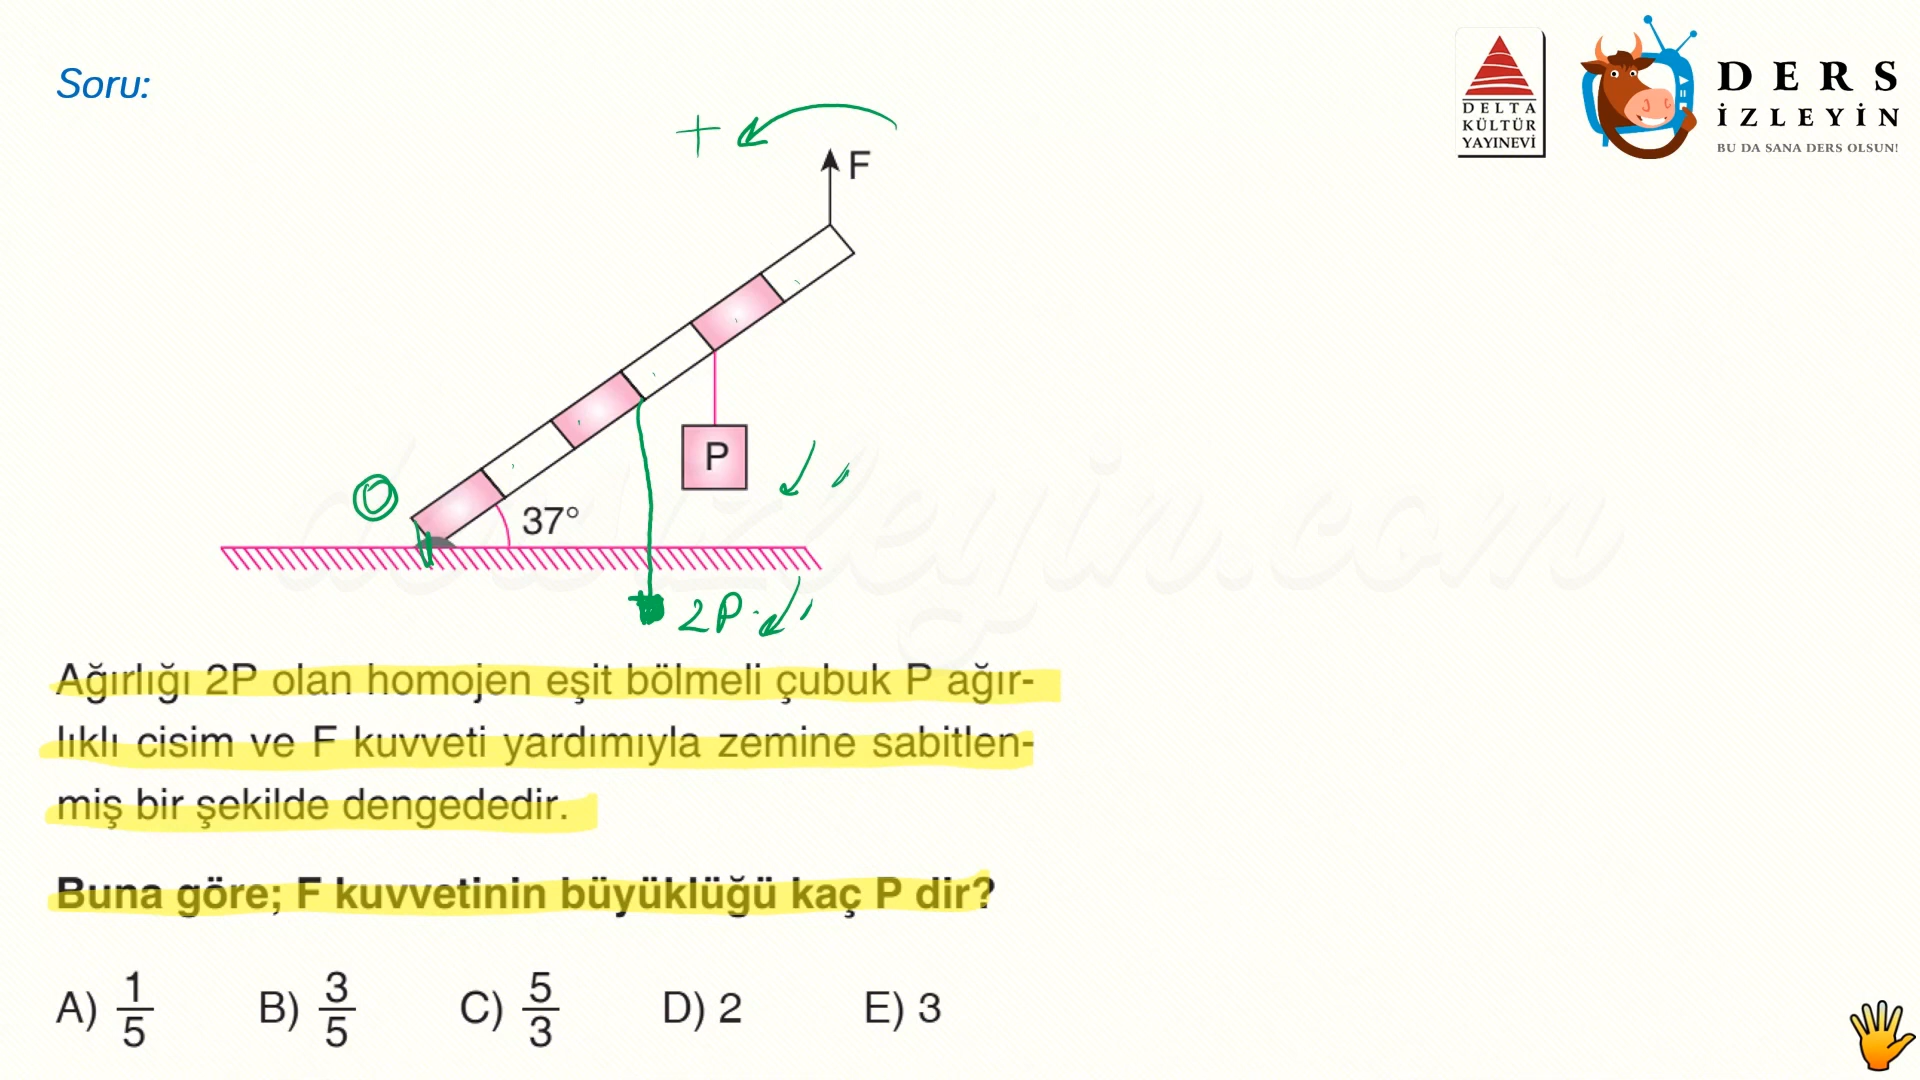 Soru:
DELTA
KÜLTÜR
YAYINEVİ
DERS
İZLEYİN
BU DA SANA DERS OLSUN!
+
F
P
O
37°
2P
dersizleyin.com
Ağırlığı 2P olan homojen eşit bölmeli çubuk P ağır-
lıklı cisim ve F kuvveti yardımıyla zemine sabitlen-
miş bir şekilde dengededir.
Buna göre; F kuvvetinin büyüklüğü kaç P dir?
A) 1/5 B) 3/5 C) 5/3 D) 2 E) 3